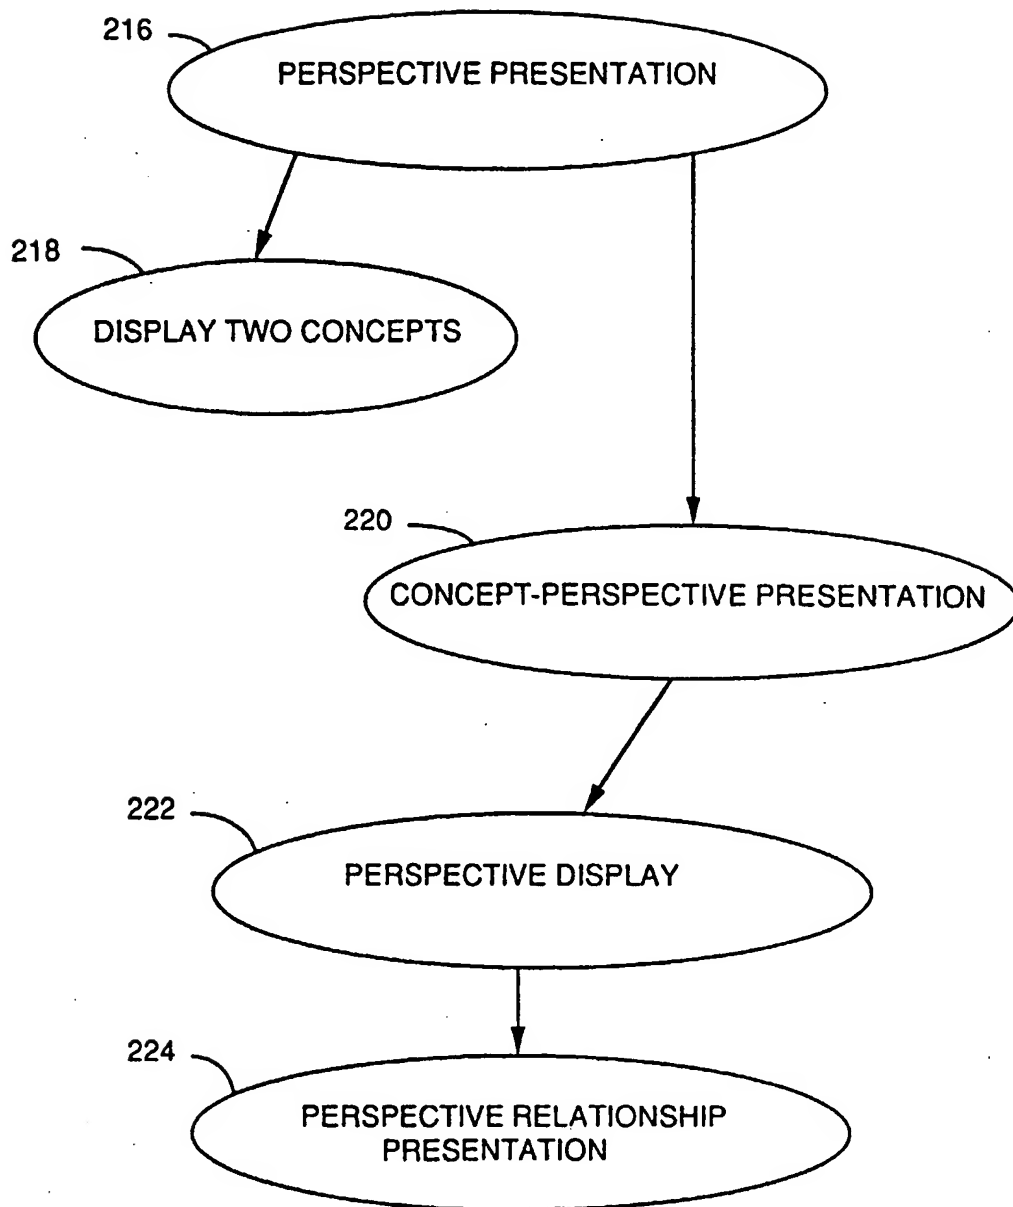 216
PERSPECTIVE PRESENTATION
218
DISPLAY TWO CONCEPTS
220
CONCEPT-PERSPECTIVE PRESENTATION
222
PERSPECTIVE DISPLAY
224
PERSPECTIVE RELATIONSHIP
PRESENTATION